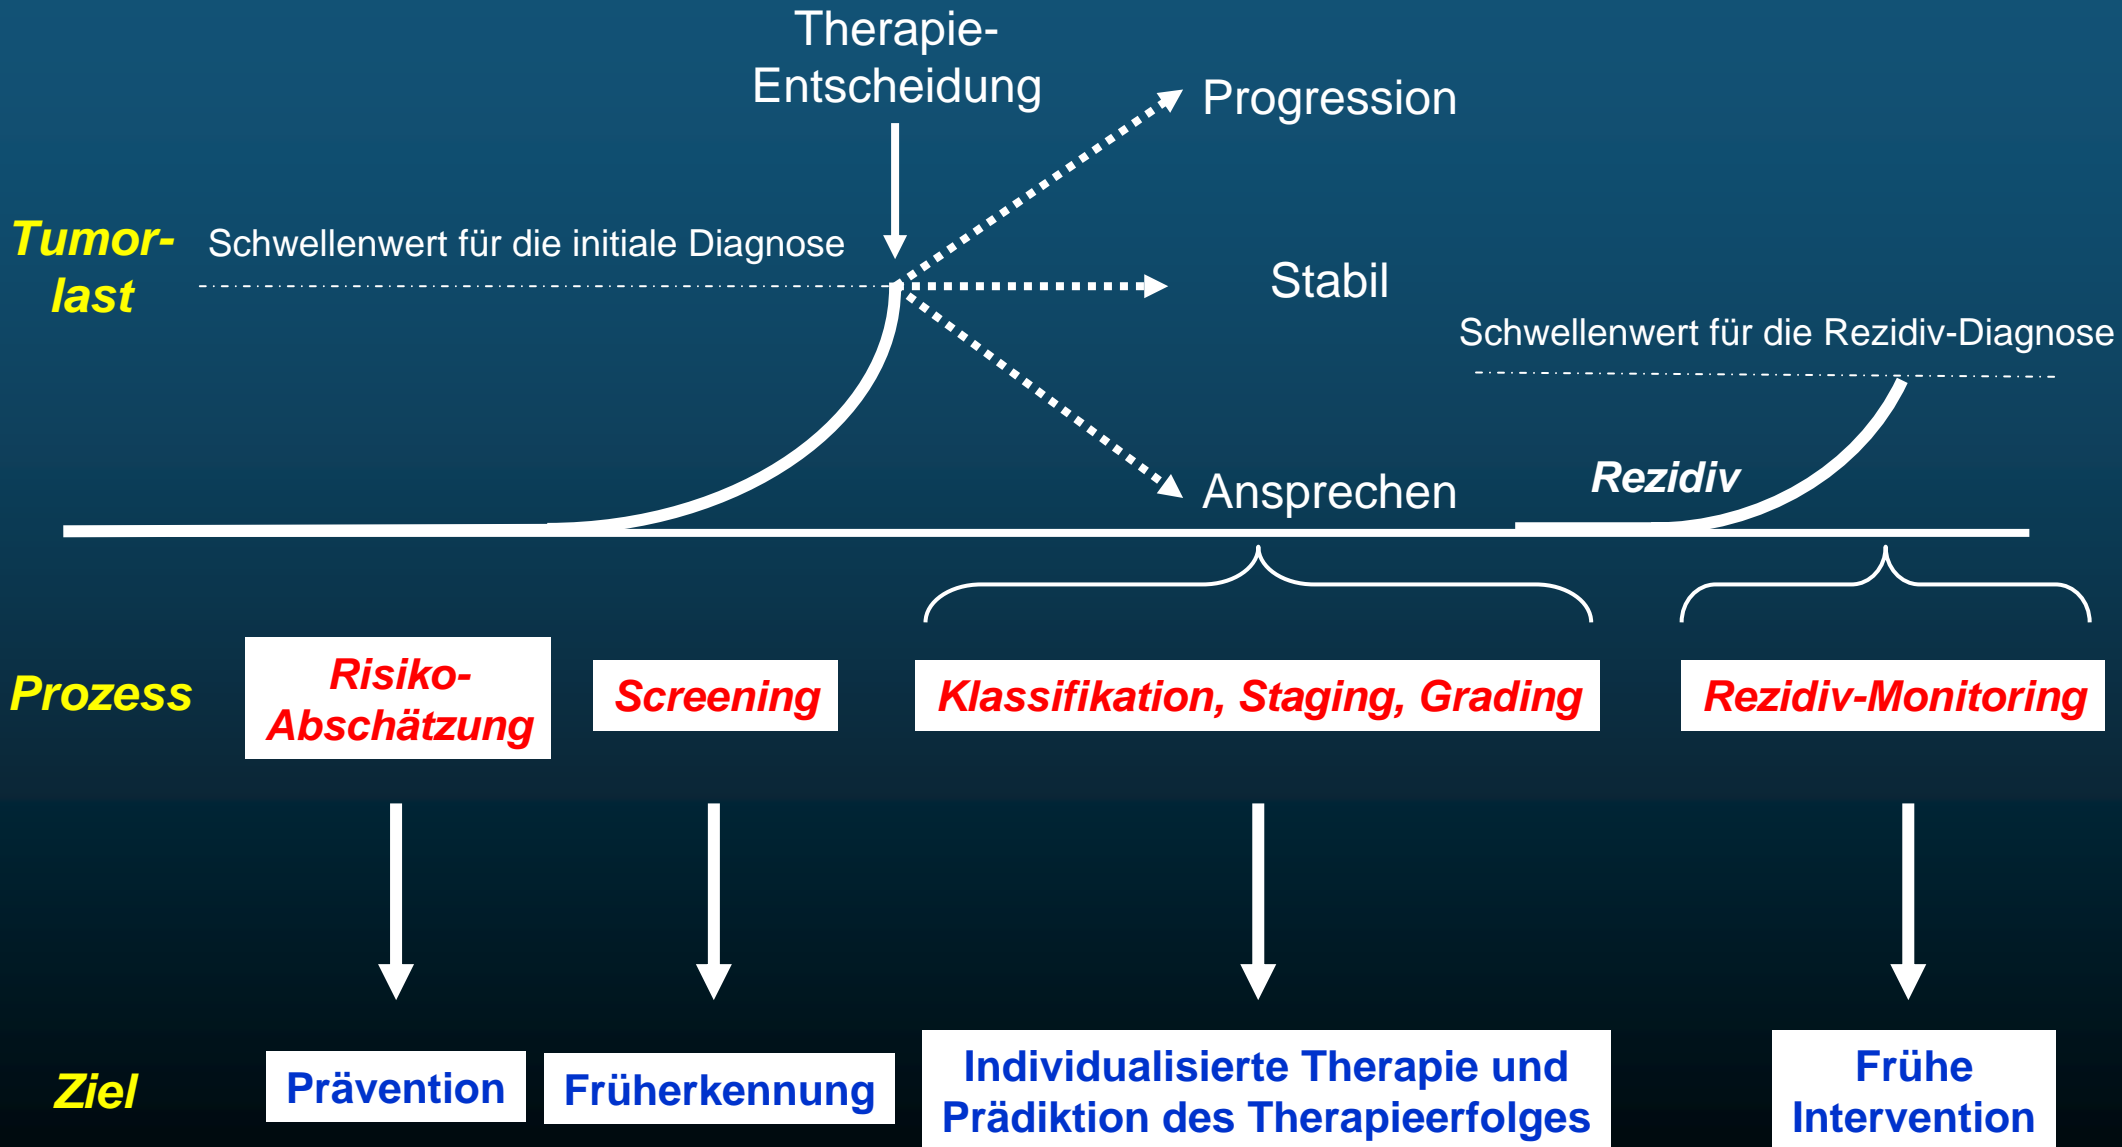 Therapie-
Entscheidung
Progression
Tumor-
last
Schwellenwert für die initiale Diagnose
Stabil
Schwellenwert für die Rezidiv-Diagnose
Rezidiv
Ansprechen
Prozess
Risiko-
Abschätzung
Screening
Klassifikation, Staging, Grading
Rezidiv-Monitoring
Ziel
Prävention
Früherkennung
Individualisierte Therapie und
Prädiktion des Therapieerfolges
Frühe
Intervention